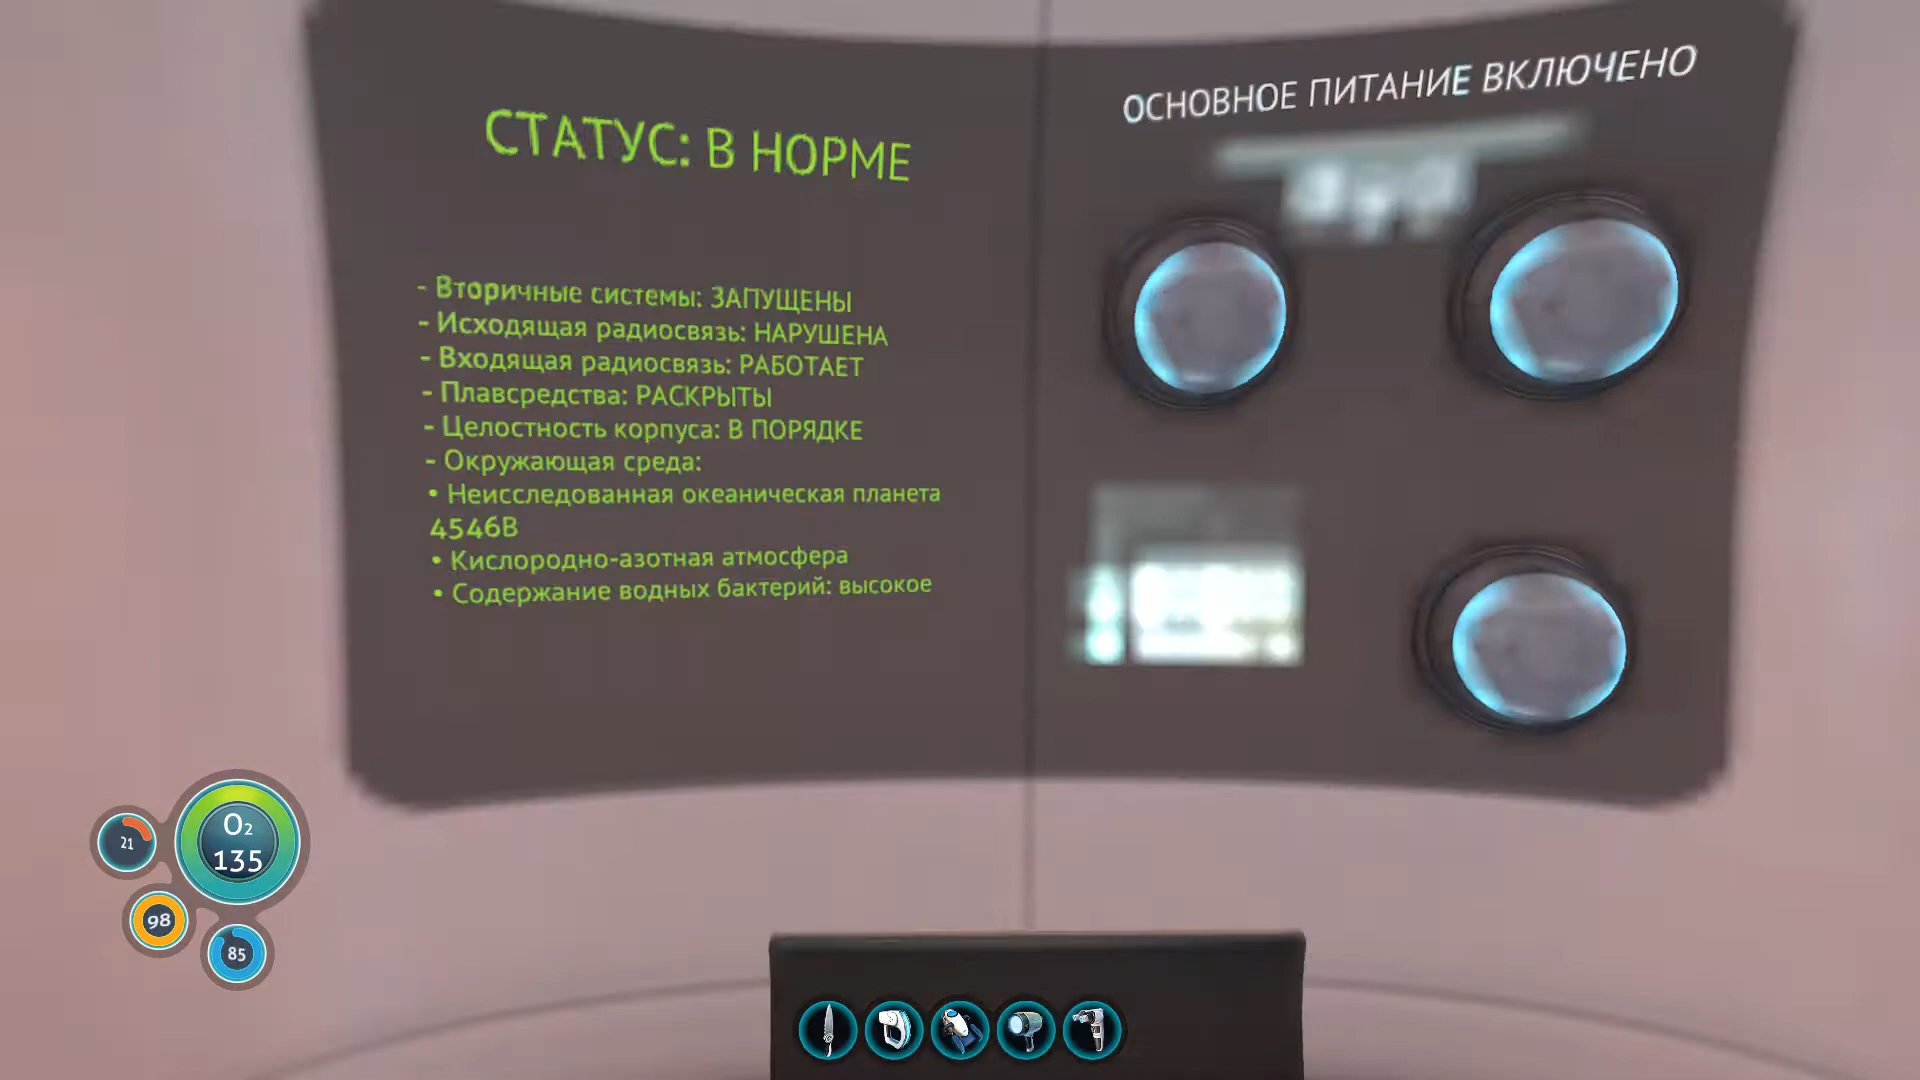 СТАТУС: В НОРМЕ
- Вторичные системы: ЗАПУЩЕНЫ
- Исходящая радиосвязь: НАРУШЕНА
- Входящая радиосвязь: РАБОТАЕТ
- Плавсредства: РАСКРЫТЫ
- Целостность корпуса: В ПОРЯДКЕ
- Окружающая среда:
• Неисследованная океаническая планета
4546B
• Кислородно-азотная атмосфера
• Содержание водных бактерий: высокое
ОСНОВНОЕ ПИТАНИЕ ВКЛЮЧЕНО
21
O₂
135
98
85